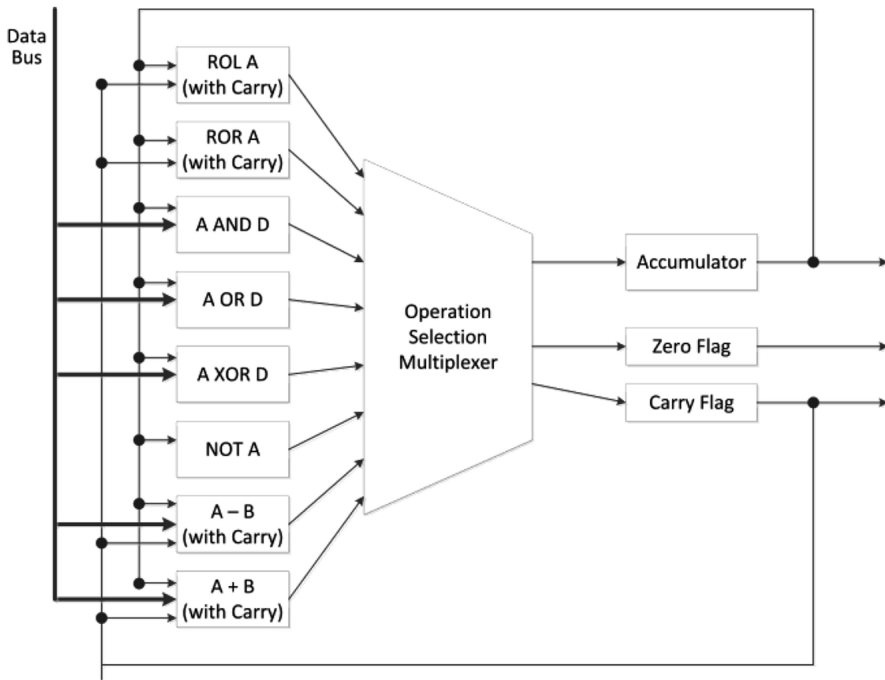 Data
Bus
ROL A
(with Carry)
ROR A
(with Carry)
A AND D
A OR D
A XOR D
NOT A
A – B
(with Carry)
A + B
(with Carry)
Operation
Selection
Multiplexer
Accumulator
Zero Flag
Carry Flag